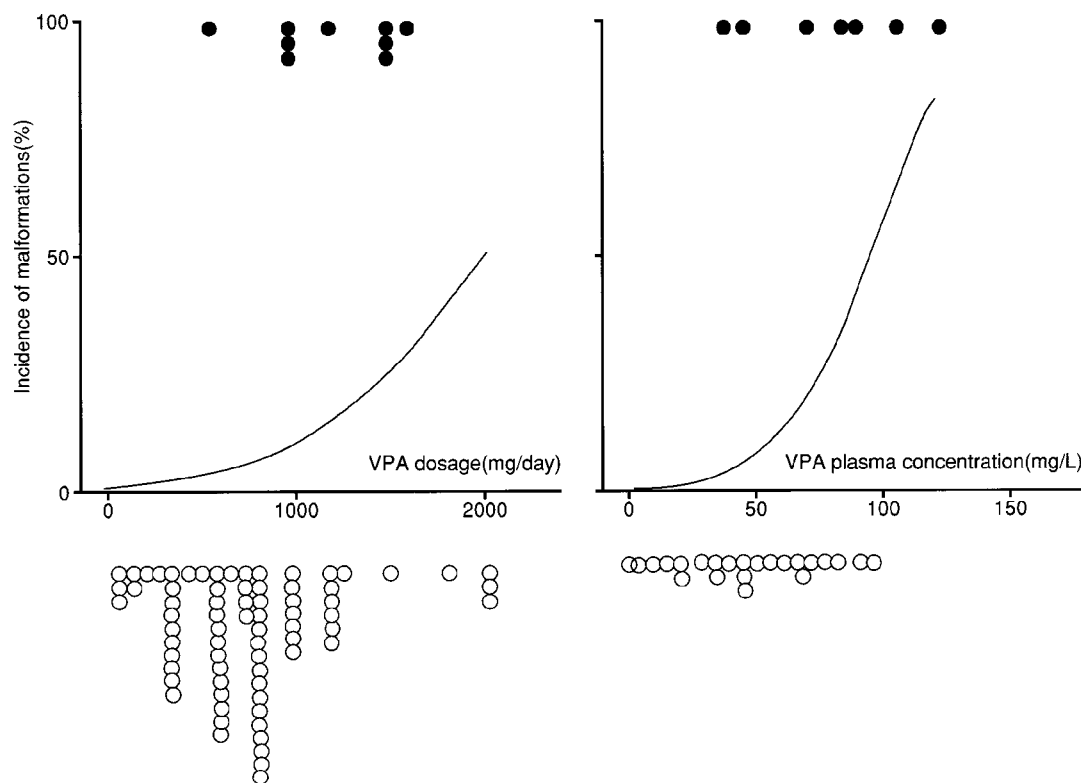 Incidence of malformations(%)
100
50
0
VPA dosage(mg/day)
0 1000 2000
VPA plasma concentration(mg/L)
0 50 100 150